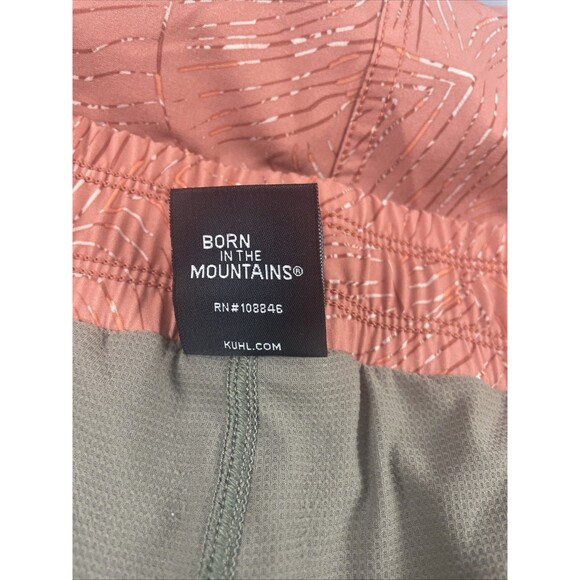 BORN
IN THE
MOUNTAINS®
RN#108846
KUHL.COM